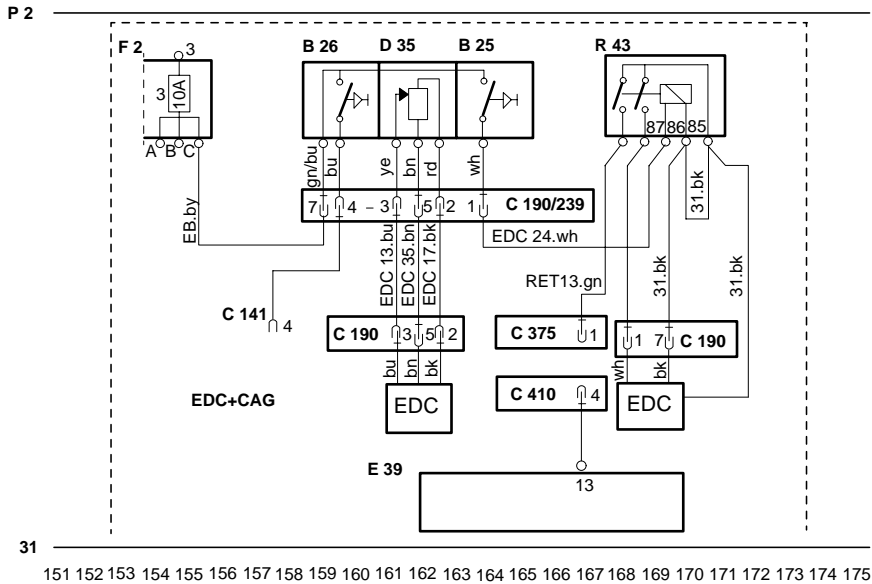 P 2
F 2
3
B 26
D 35
B 25
R 43
3
10A
A B C
87 86 85
gn/bu
bu
ye
bn
rd
wh
7 4 – 3 5 2 1 C 190/239
31.bk
EB.by
EDC 24.wh
EDC 13.bu
EDC 35.bn
EDC 17.bk
RET13.gn
31.bk
31.bk
C 141
4
C 190 3 5 2
C 375 1
1 7 C 190
bu
bn
bk
wh
bk
EDC+CAG
EDC
C 410 4
EDC
E 39
13
31
151 152 153 154 155 156 157 158 159 160 161 162 163 164 165 166 167 168 169 170 171 172 173 174 175